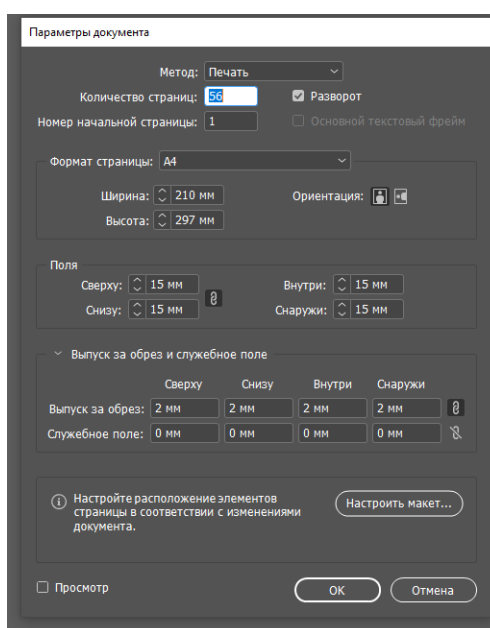 Параметры документа
Метод: Печать
Количество страниц: 56 Разворот
Номер начальной страницы: 1 Основной текстовый фрейм
Формат страницы: A4
Ширина: 210 мм Ориентация:
Высота: 297 мм
Поля
Сверху: 15 мм Внутри: 15 мм
Снизу: 15 мм Снаружи: 15 мм
Выпуск за обрез и служебное поле
Сверху Снизу Внутри Снаружи
Выпуск за обрез: 2 мм 2 мм 2 мм 2 мм
Служебное поле: 0 мм 0 мм 0 мм 0 мм
Настройте расположение элементов
страницы в соответствии с изменениями
документа.
Настроить макет...
Просмотр OK Отмена